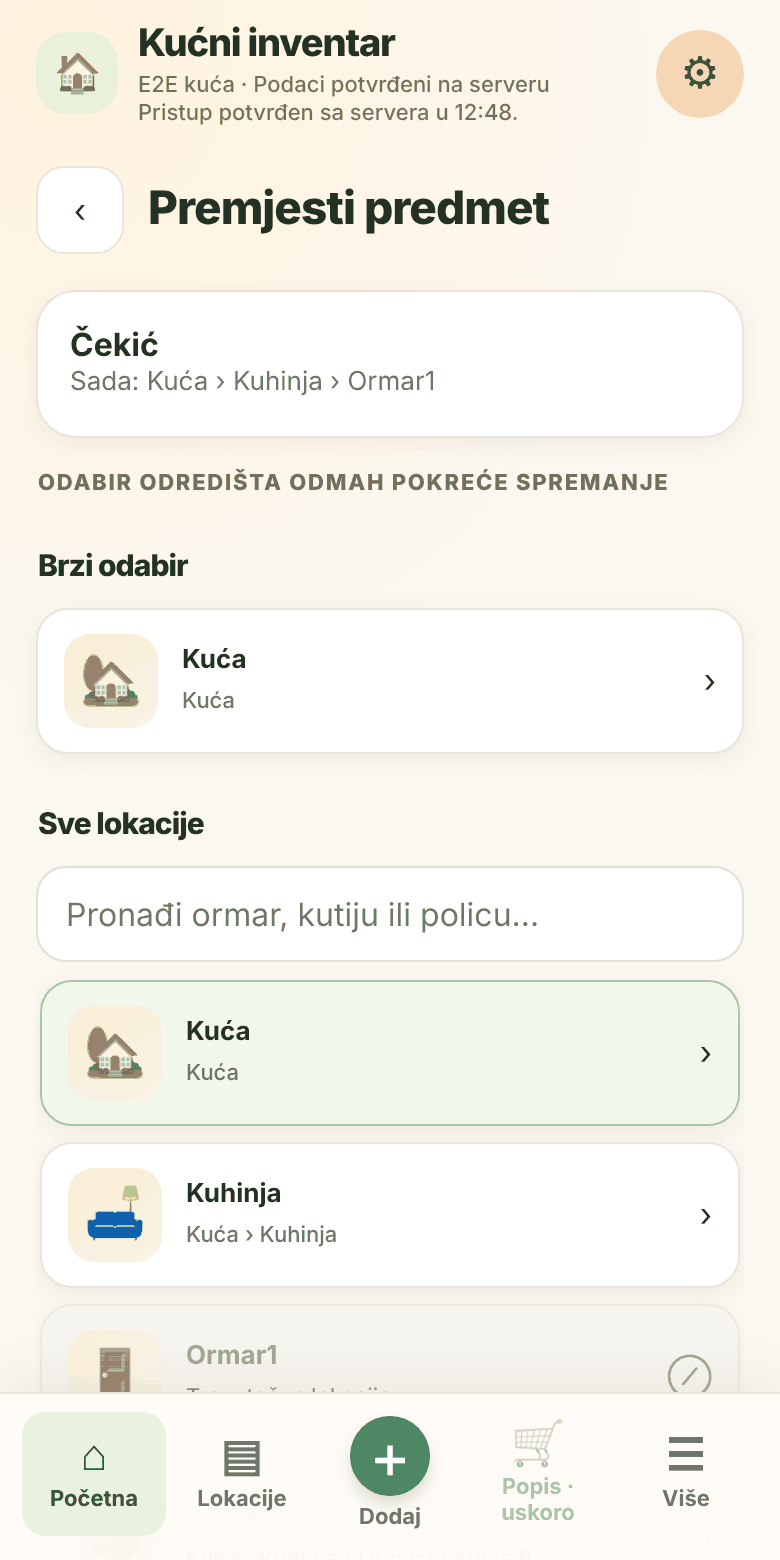 Kućni inventar
E2E kuća · Podaci potvrđeni na serveru
Pristup potvrđen sa servera u 12:48.
‹ Premjesti predmet
Čekić
Sada: Kuća › Kuhinja › Ormar1
ODABIR ODREDIŠTA ODMAH POKREĆE SPREMANJE
Brzi odabir
Kuća
Kuća
›
Sve lokacije
Pronađi ormar, kutiju ili policu...
Kuća
Kuća
›
Kuhinja
Kuća › Kuhinja
›
Ormar1
Početna
Lokacije
Dodaj
Popis ·
uskoro
Više